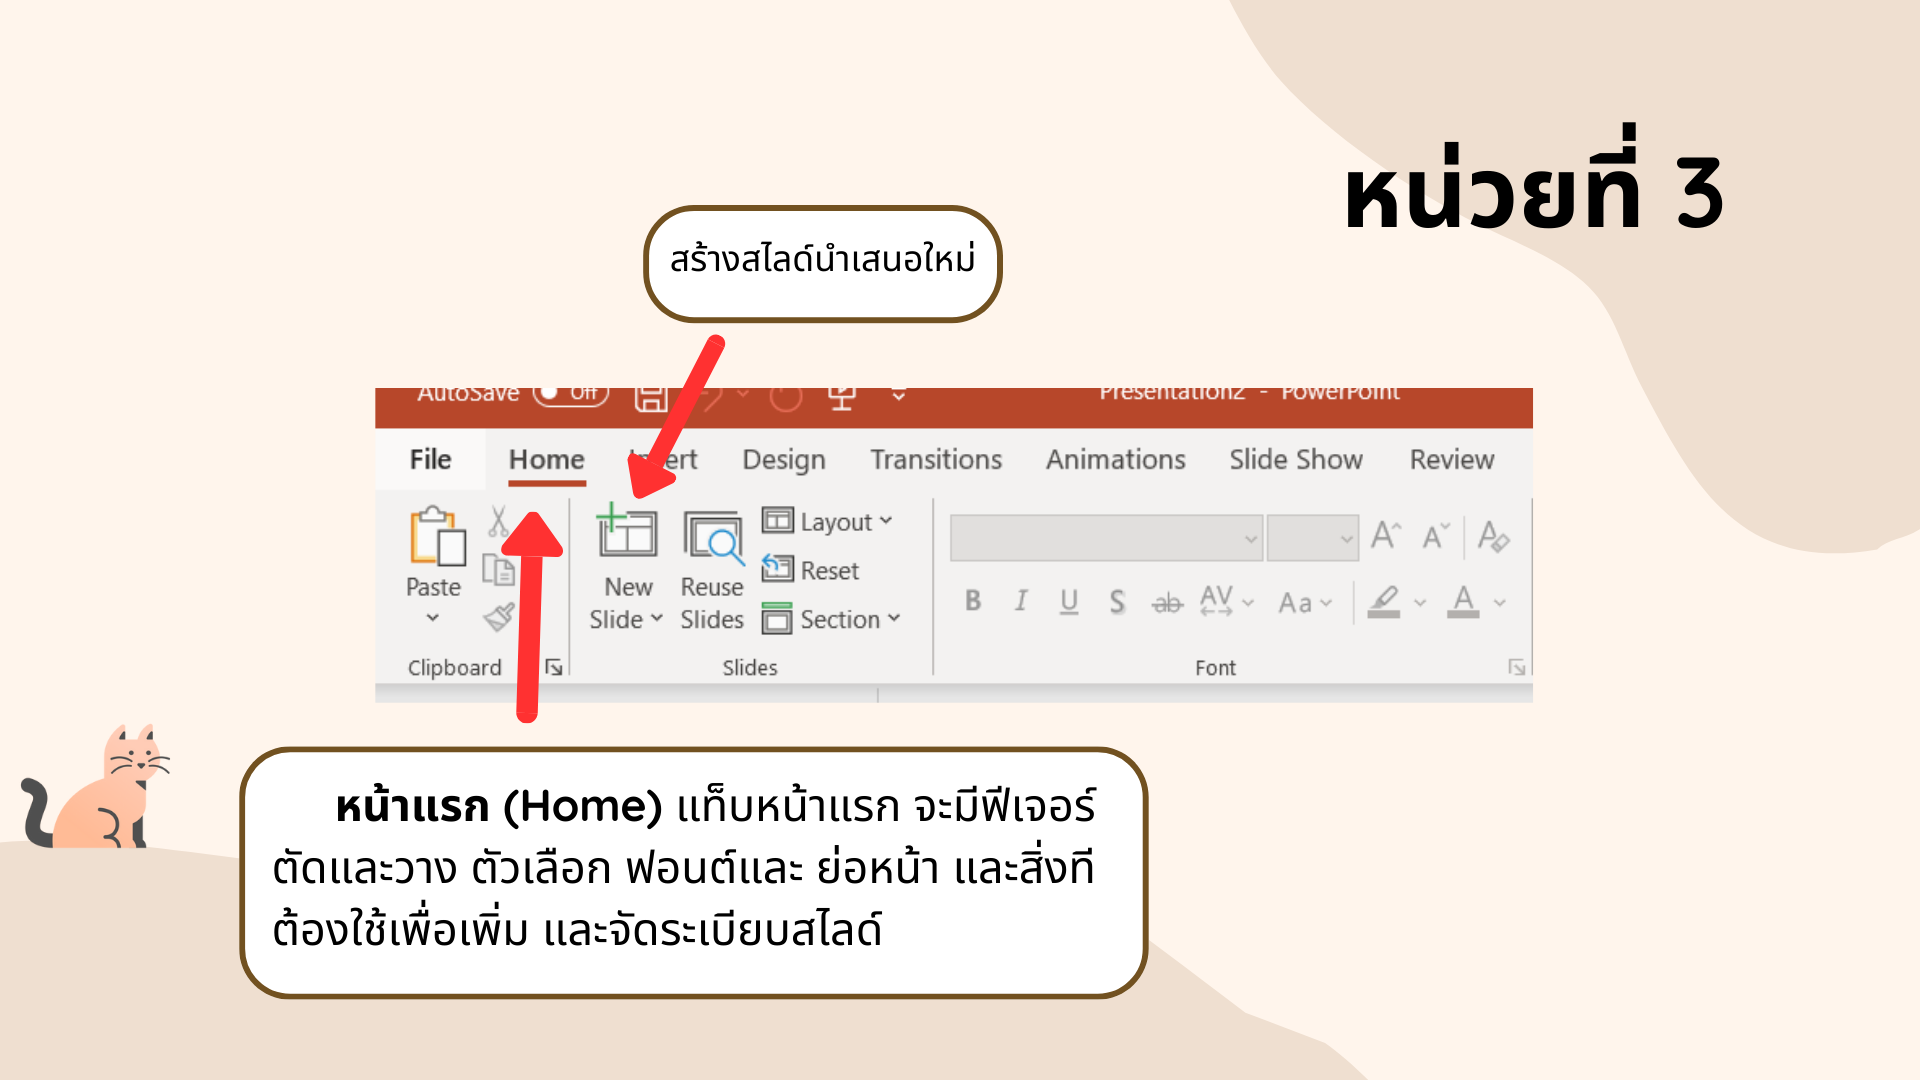 หน่วยที่ 3
สร้างสไลด์นำเสนอใหม่
AutoSave Off
Presentation2 - PowerPoint
File Home Insert Design Transitions Animations Slide Show Review
Paste
New Slide
Reuse Slides
Layout
Reset
Section
B I U S ab AV Aa A
Clipboard
Slides
Font
หน้าแรก (Home) แท็บหน้าแรก จะมีฟีเจอร์
ตัดและวาง ตัวเลือก ฟอนต์และ ย่อหน้า และสิ่งที
ต้องใช้เพื่อเพิ่ม และจัดระเบียบสไลด์